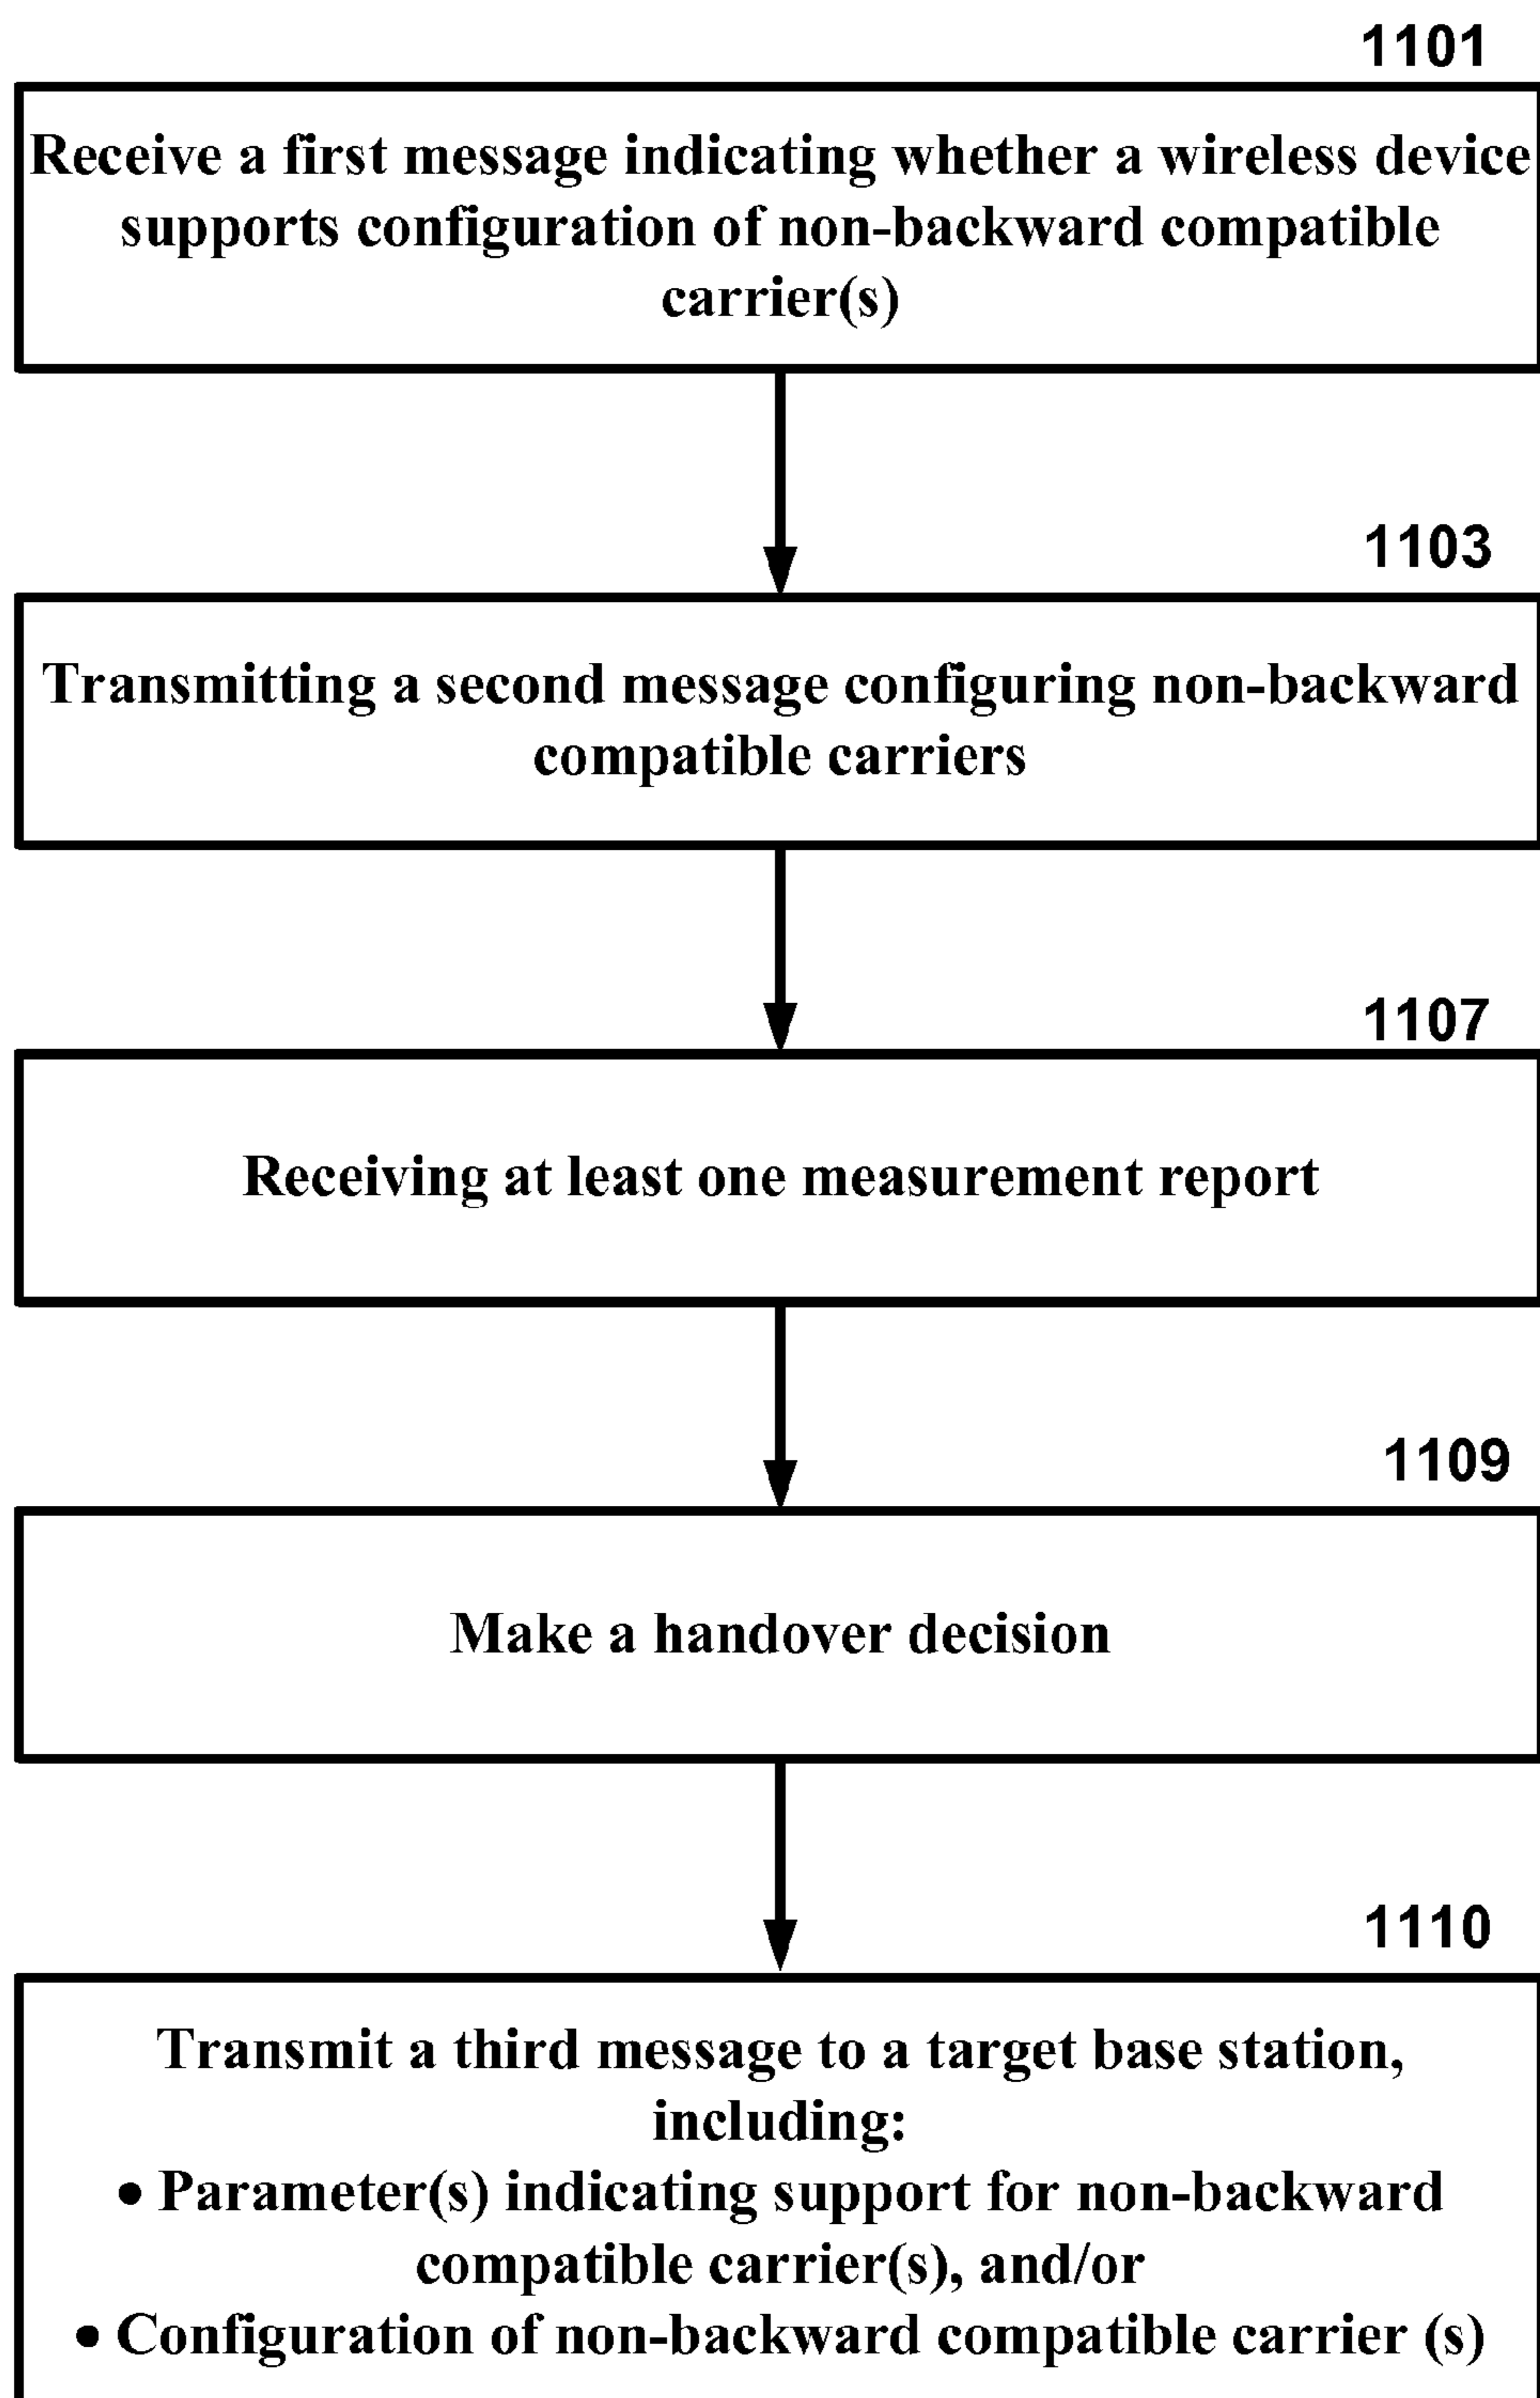 1101
Receive a first message indicating whether a wireless device
supports configuration of non-backward compatible
carrier(s)
1103
Transmitting a second message configuring non-backward
compatible carriers
1107
Receiving at least one measurement report
1109
Make a handover decision
1110
Transmit a third message to a target base station,
including:
• Parameter(s) indicating support for non-backward
compatible carrier(s), and/or
• Configuration of non-backward compatible carrier (s)